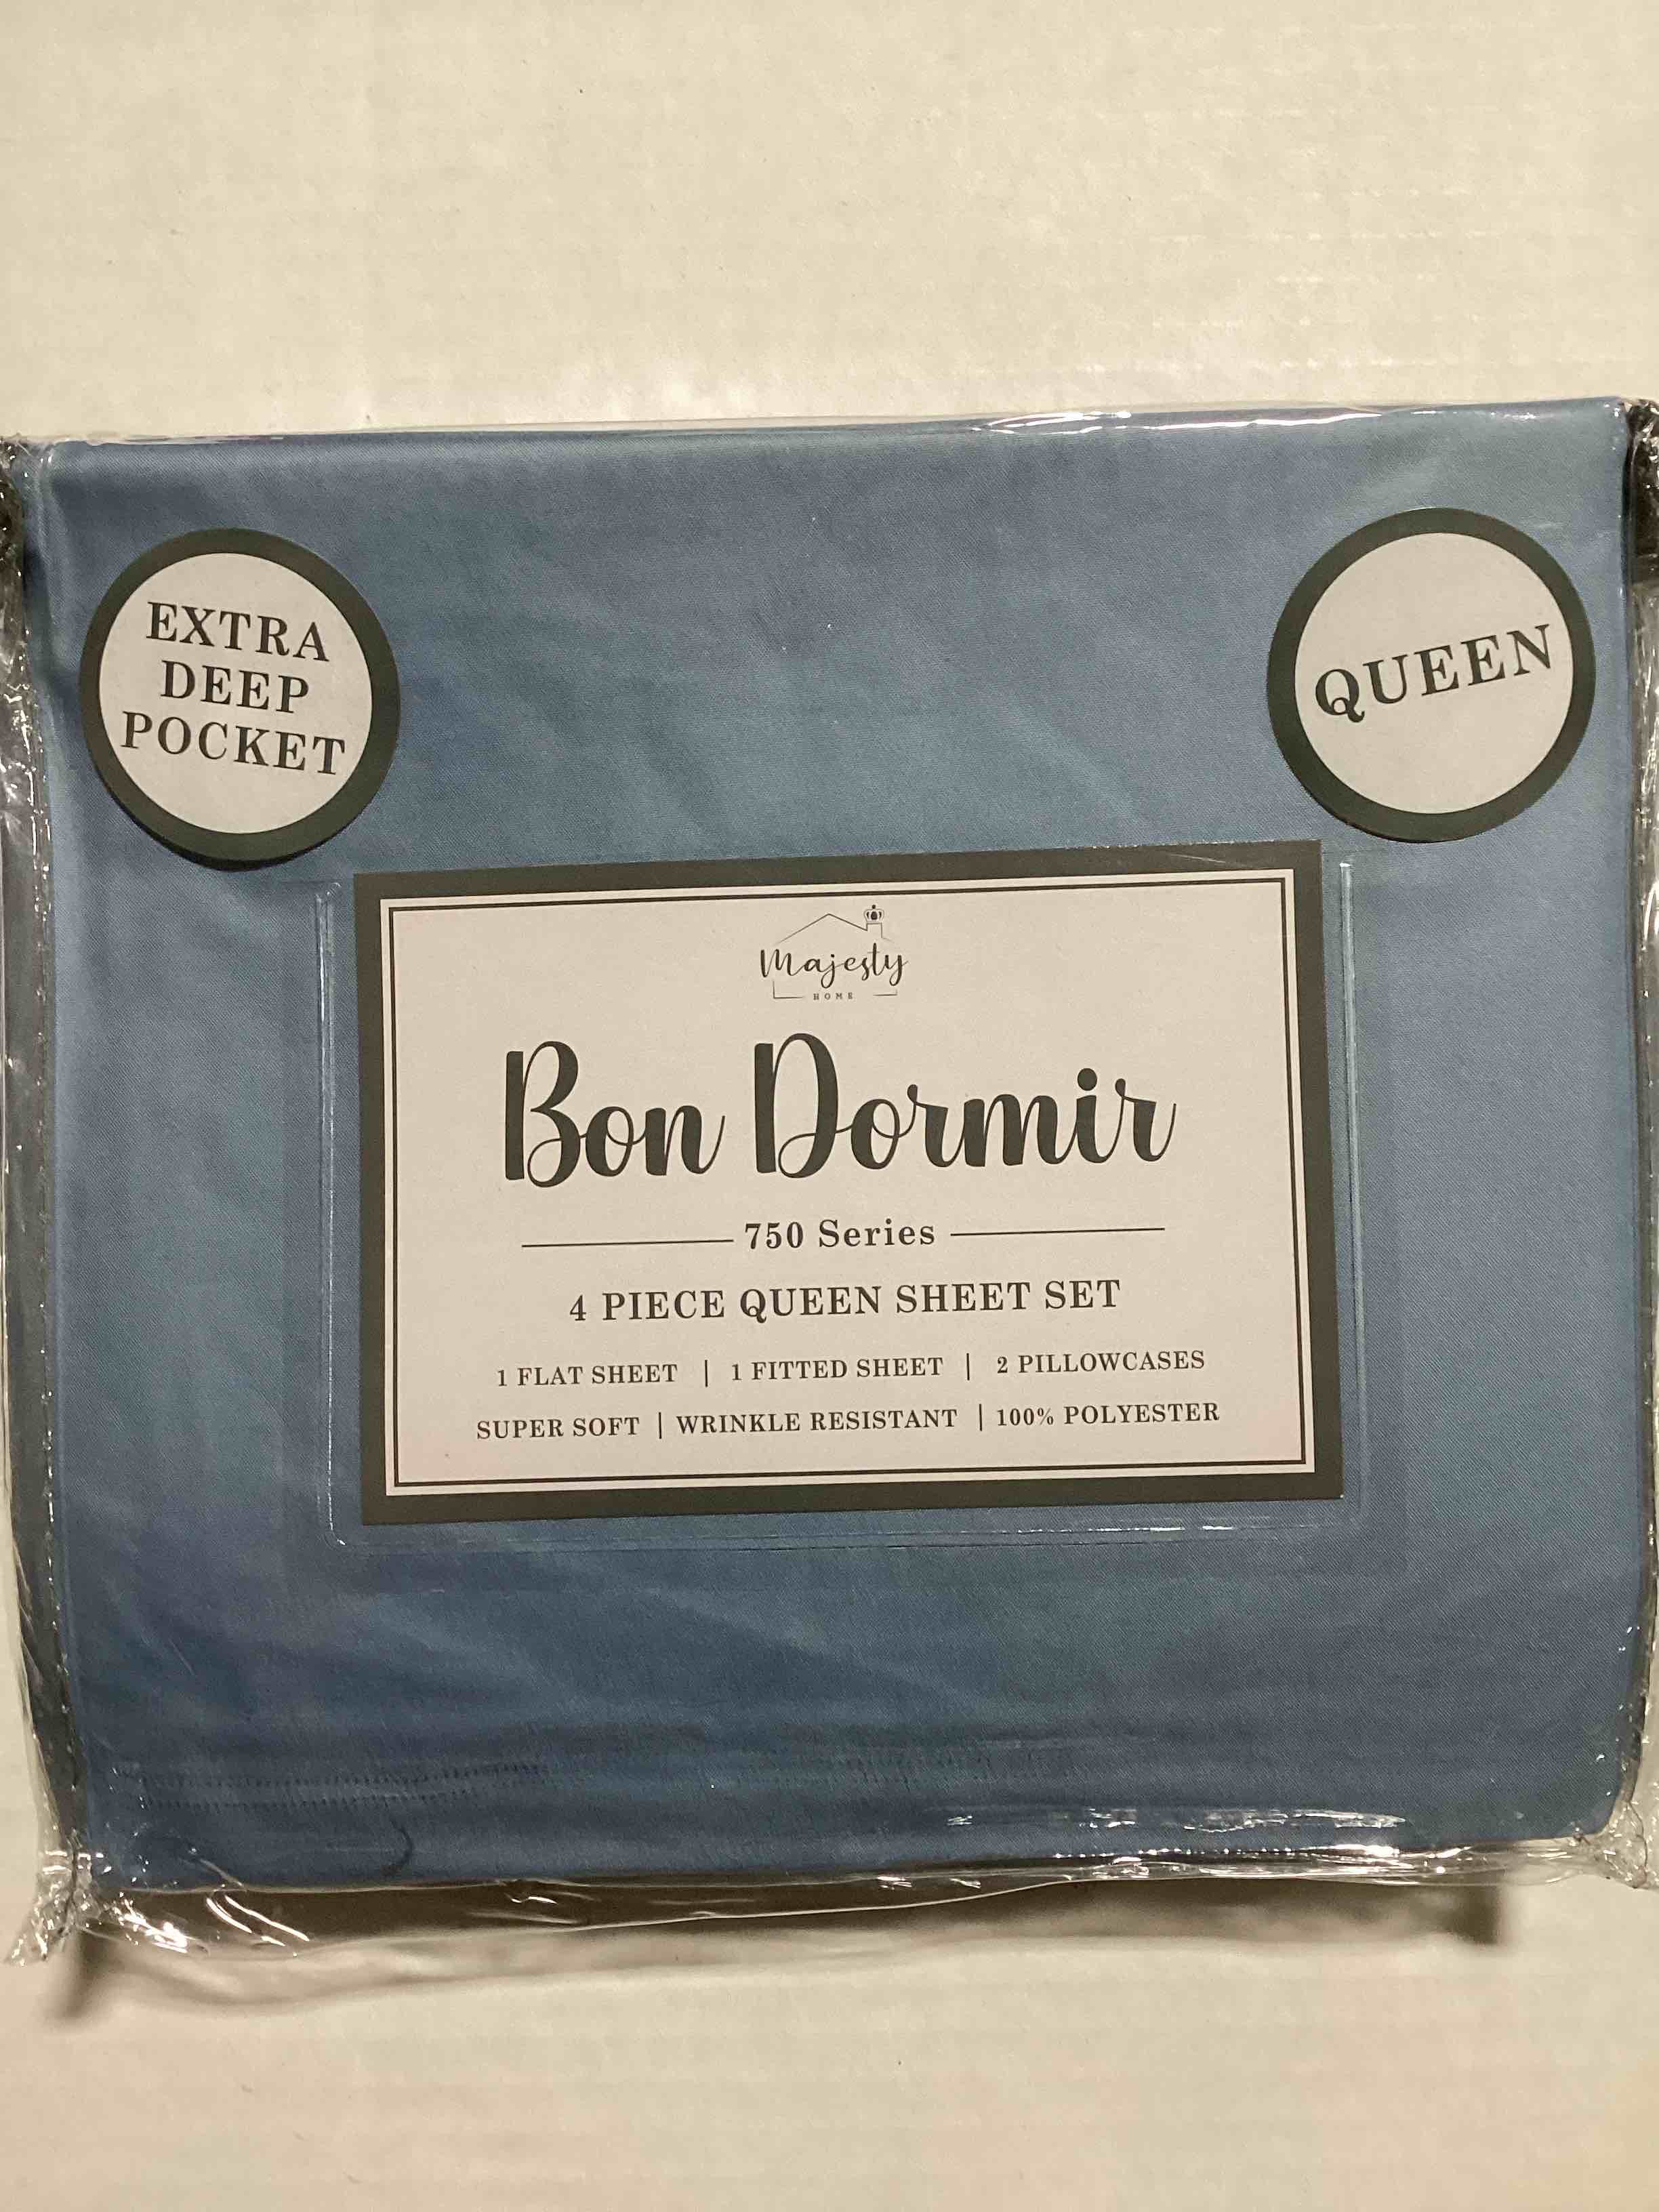 EXTRA
DEEP
POCKET
QUEEN
Majesty
HOME
Bon Dormir
750 Series
4 PIECE QUEEN SHEET SET
1 FLAT SHEET | 1 FITTED SHEET | 2 PILLOWCASES
SUPER SOFT | WRINKLE RESISTANT | 100% POLYESTER